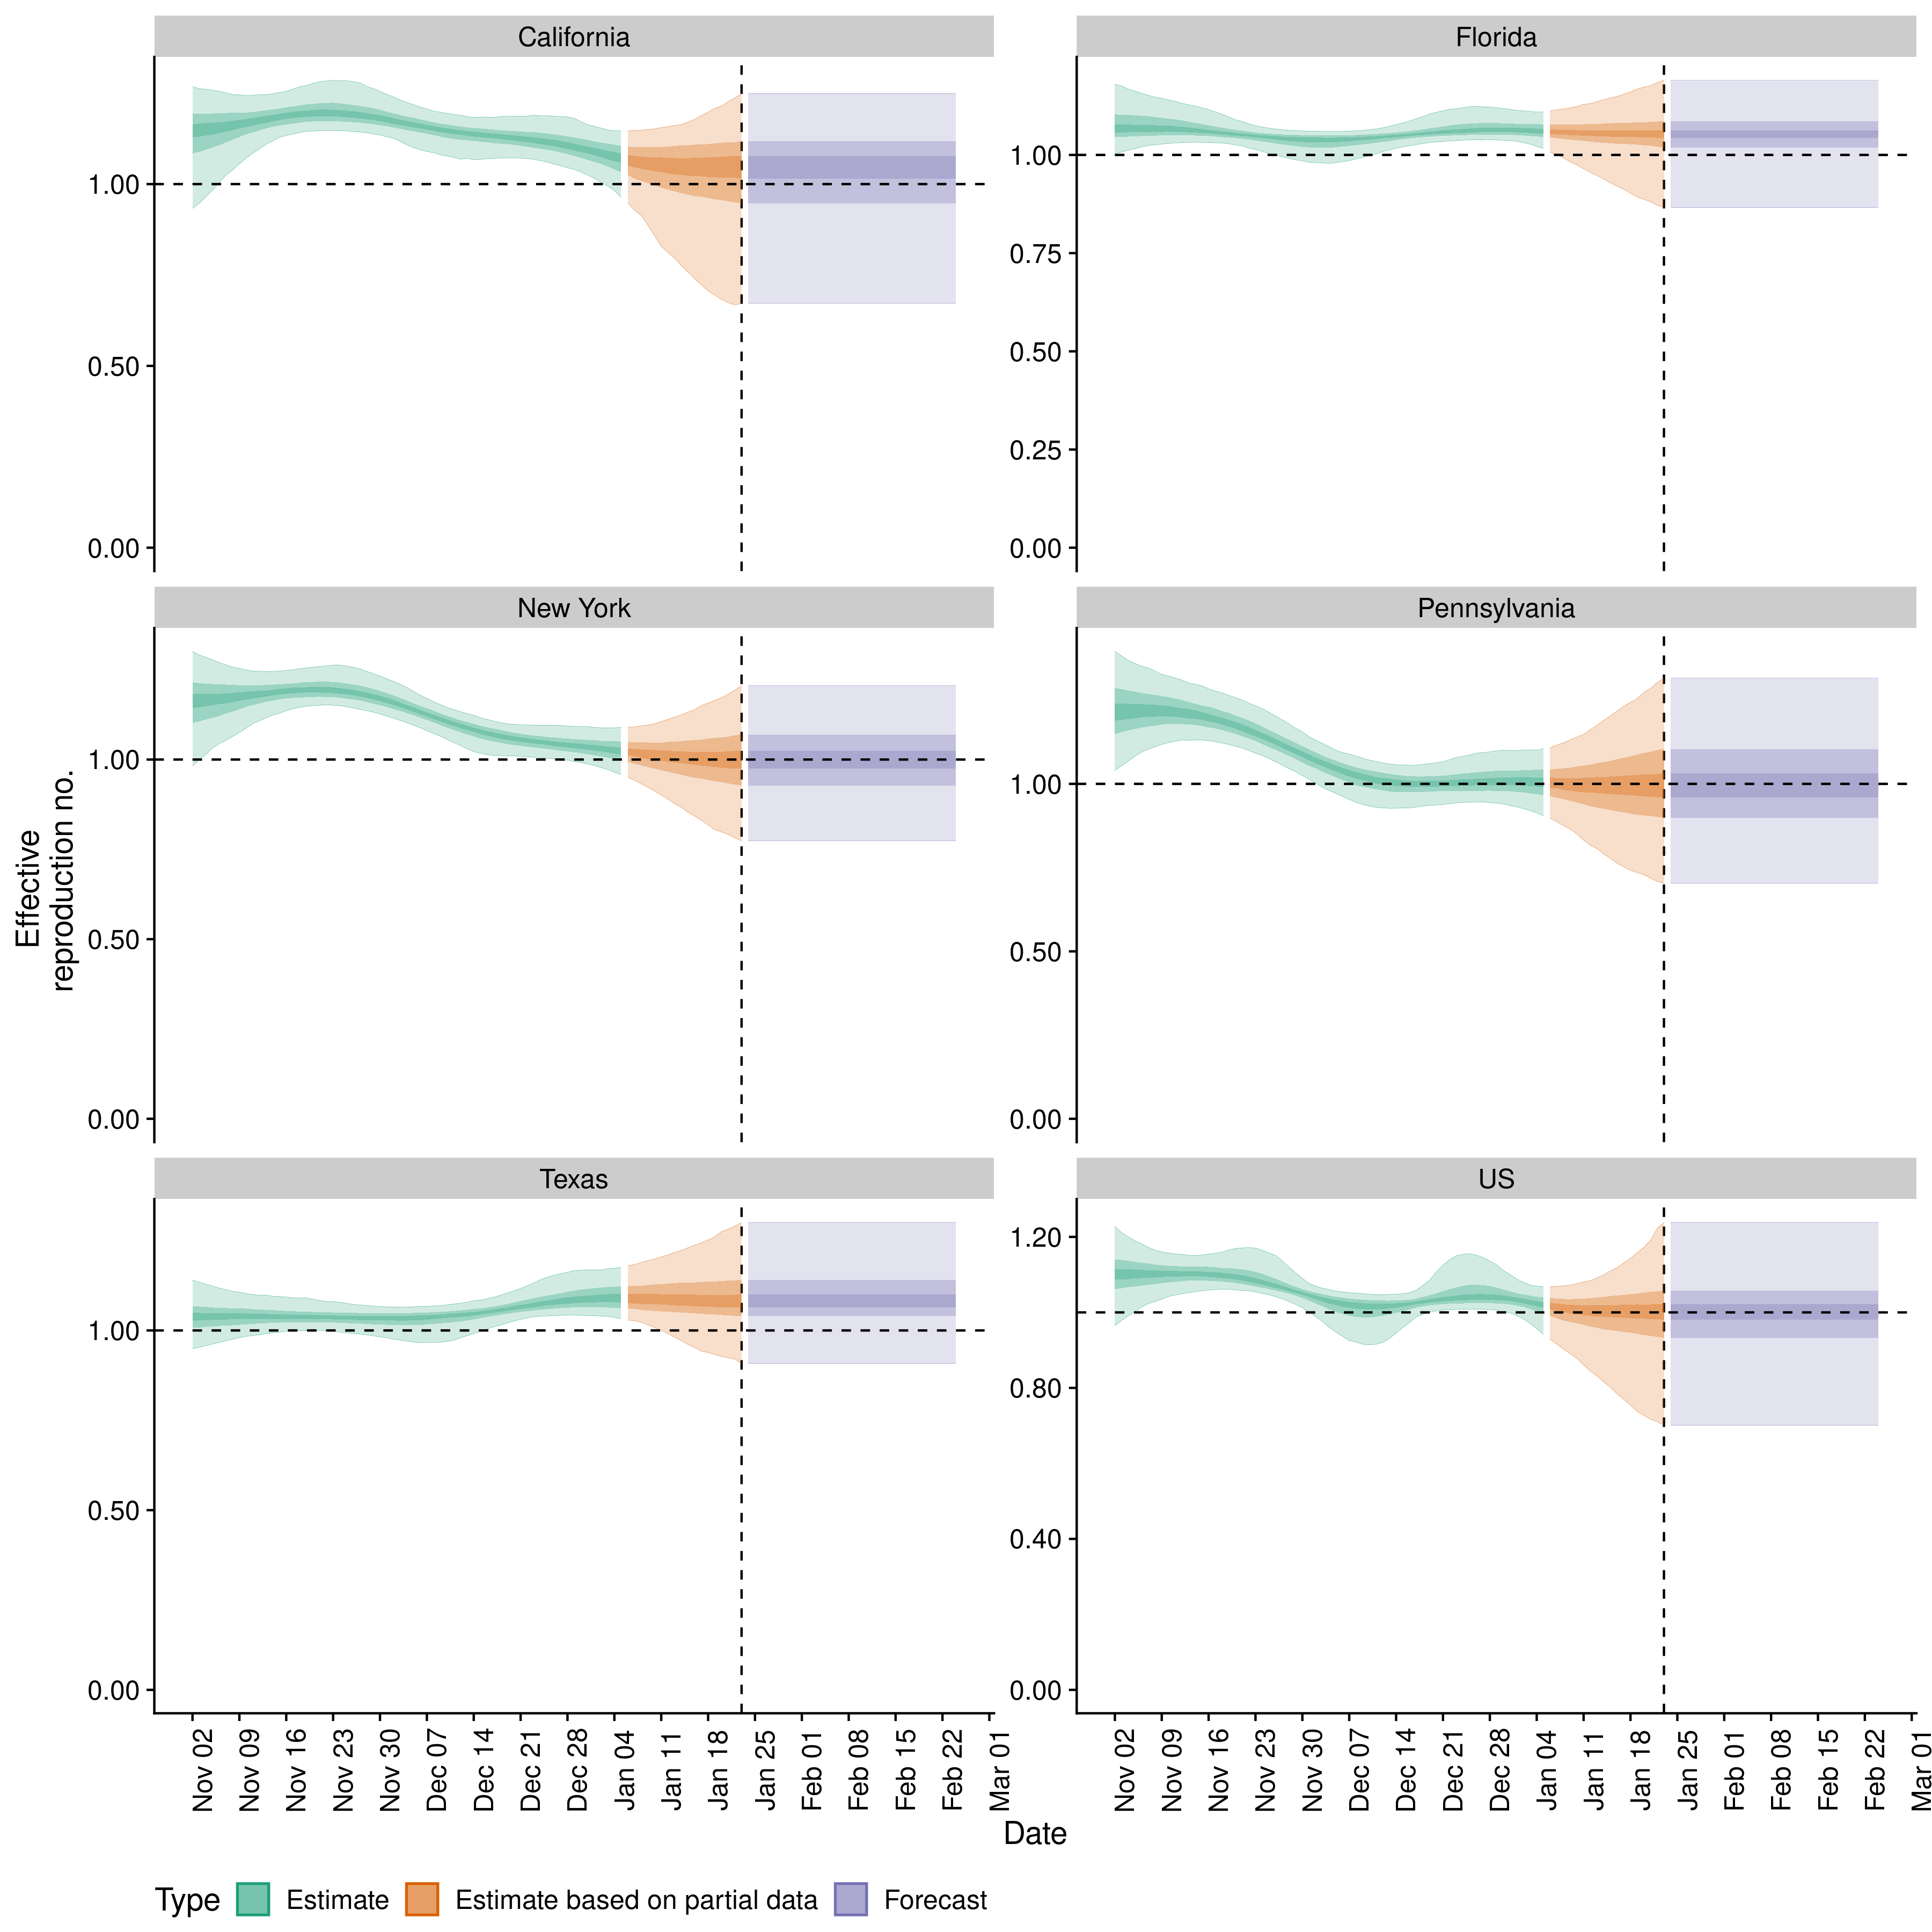 California
Florida
1.00
0.50
0.00
1.00
0.75
0.50
0.25
0.00
New York
Pennsylvania
1.00
0.50
0.00
1.00
0.50
0.00
Texas
US
1.00
0.50
0.00
1.20
0.80
0.40
0.00
Effective
reproduction no.
Nov 02
Nov 09
Nov 16
Nov 23
Nov 30
Dec 07
Dec 14
Dec 21
Dec 28
Jan 04
Jan 11
Jan 18
Jan 25
Feb 01
Feb 08
Feb 15
Feb 22
Mar 01
Nov 02
Nov 09
Nov 16
Nov 23
Nov 30
Dec 07
Dec 14
Dec 21
Dec 28
Jan 04
Jan 11
Jan 18
Jan 25
Feb 01
Feb 08
Feb 15
Feb 22
Mar 01
Date
Type Estimate Estimate based on partial data Forecast